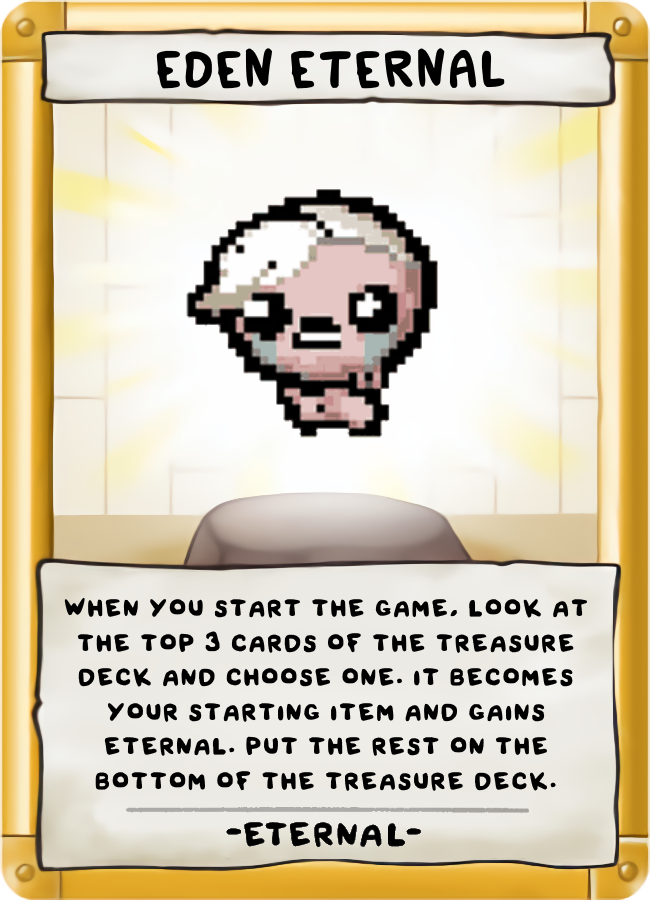 EDEN ETERNAL
WHEN YOU START THE GAME, LOOK AT
THE TOP 3 CARDS OF THE TREASURE
DECK AND CHOOSE ONE. IT BECOMES
YOUR STARTING ITEM AND GAINS
ETERNAL. PUT THE REST ON THE
BOTTOM OF THE TREASURE DECK.
-ETERNAL-